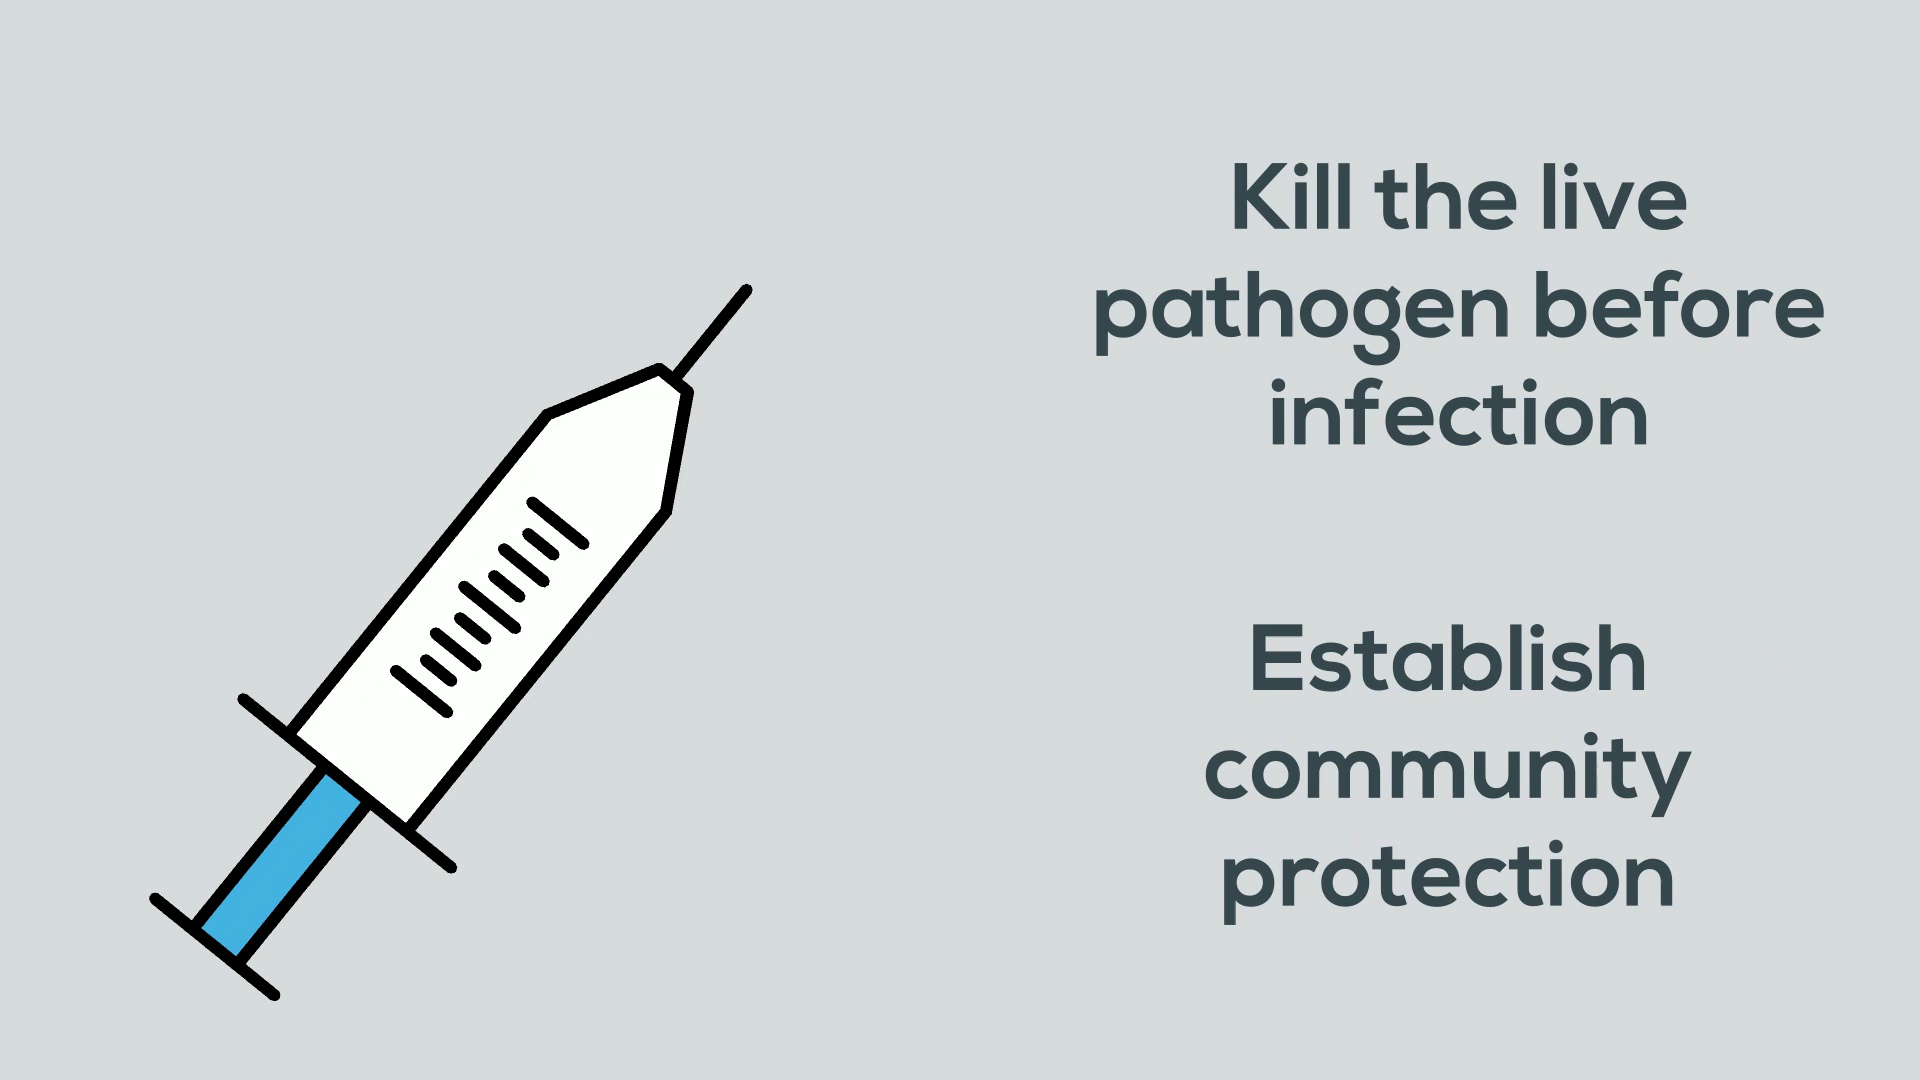 Kill the live
pathogen before
infection
Establish
community
protection